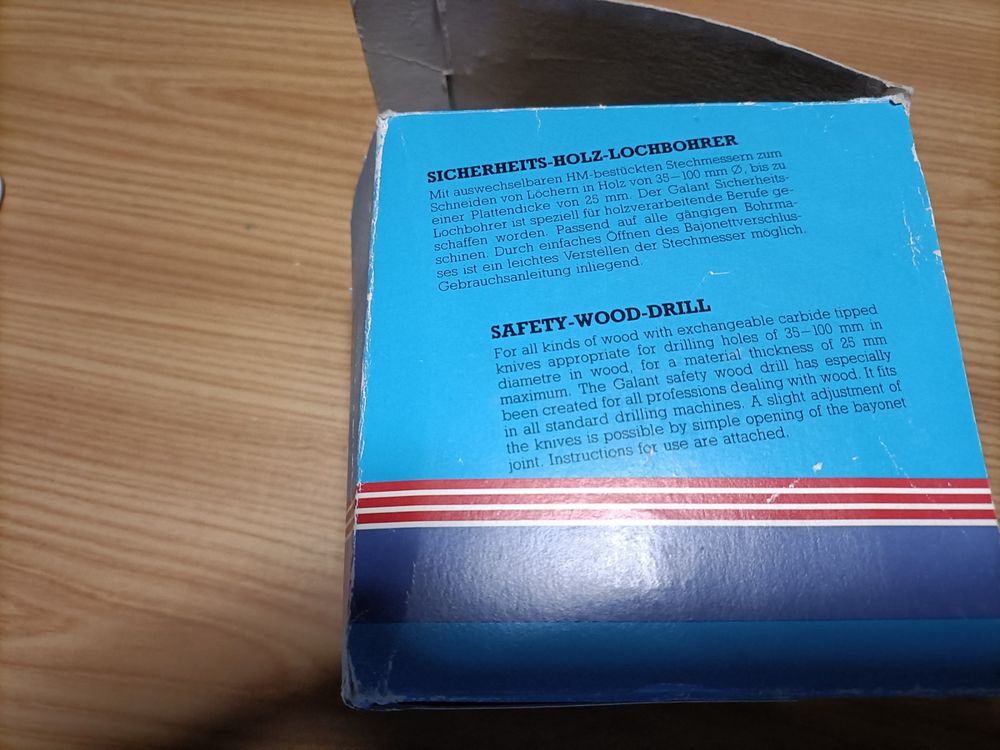 SICHERHEITS-HOLZ-LOCHBOHRER
Mit auswechselbaren HM-bestückten Stechmessern zum
Schneiden von Löchern in Holz von 35–100 mm Ø, bis zu
einer Plattendicke von 25 mm. Der Galant Sicherheits-
Lochbohrer ist speziell für holzverarbeitende Berufe ge-
schaffen worden. Passend auf alle gängigen Bohrma-
schinen. Durch einfaches Öffnen des Bajonettverschlus-
ses ist ein leichtes Verstellen der Stechmesser möglich.
Gebrauchsanleitung inliegend.
SAFETY-WOOD-DRILL
For all kinds of wood with exchangeable carbide tipped
knives appropriate for drilling holes of 35–100 mm in
diametre in wood, for a material thickness of 25 mm
maximum. The Galant safety wood drill has especially
been created for all professions dealing with wood. It fits
in all standard drilling machines. A slight adjustment of
the knives is possible by simple opening of the bayonet
joint. Instructions for use are attached.